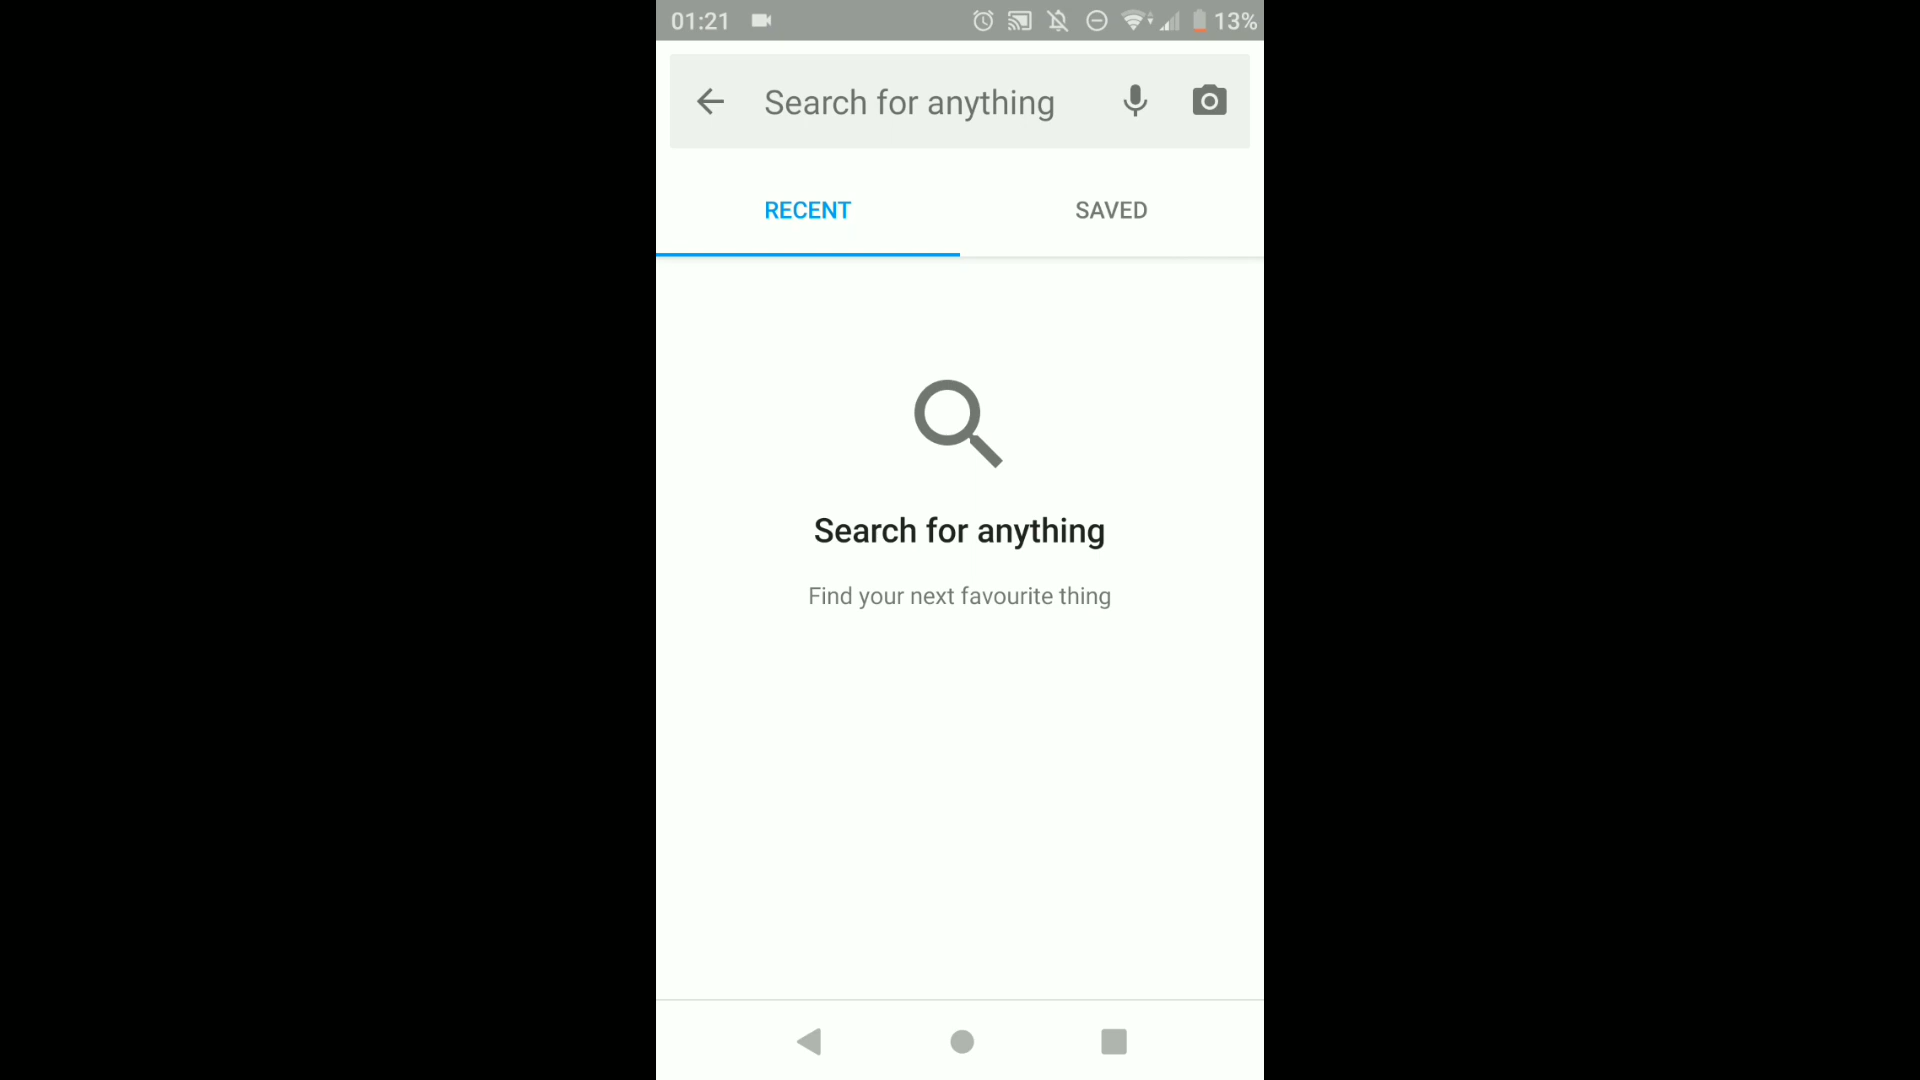 01:21 13%
Search for anything
RECENT SAVED
Search for anything
Find your next favourite thing